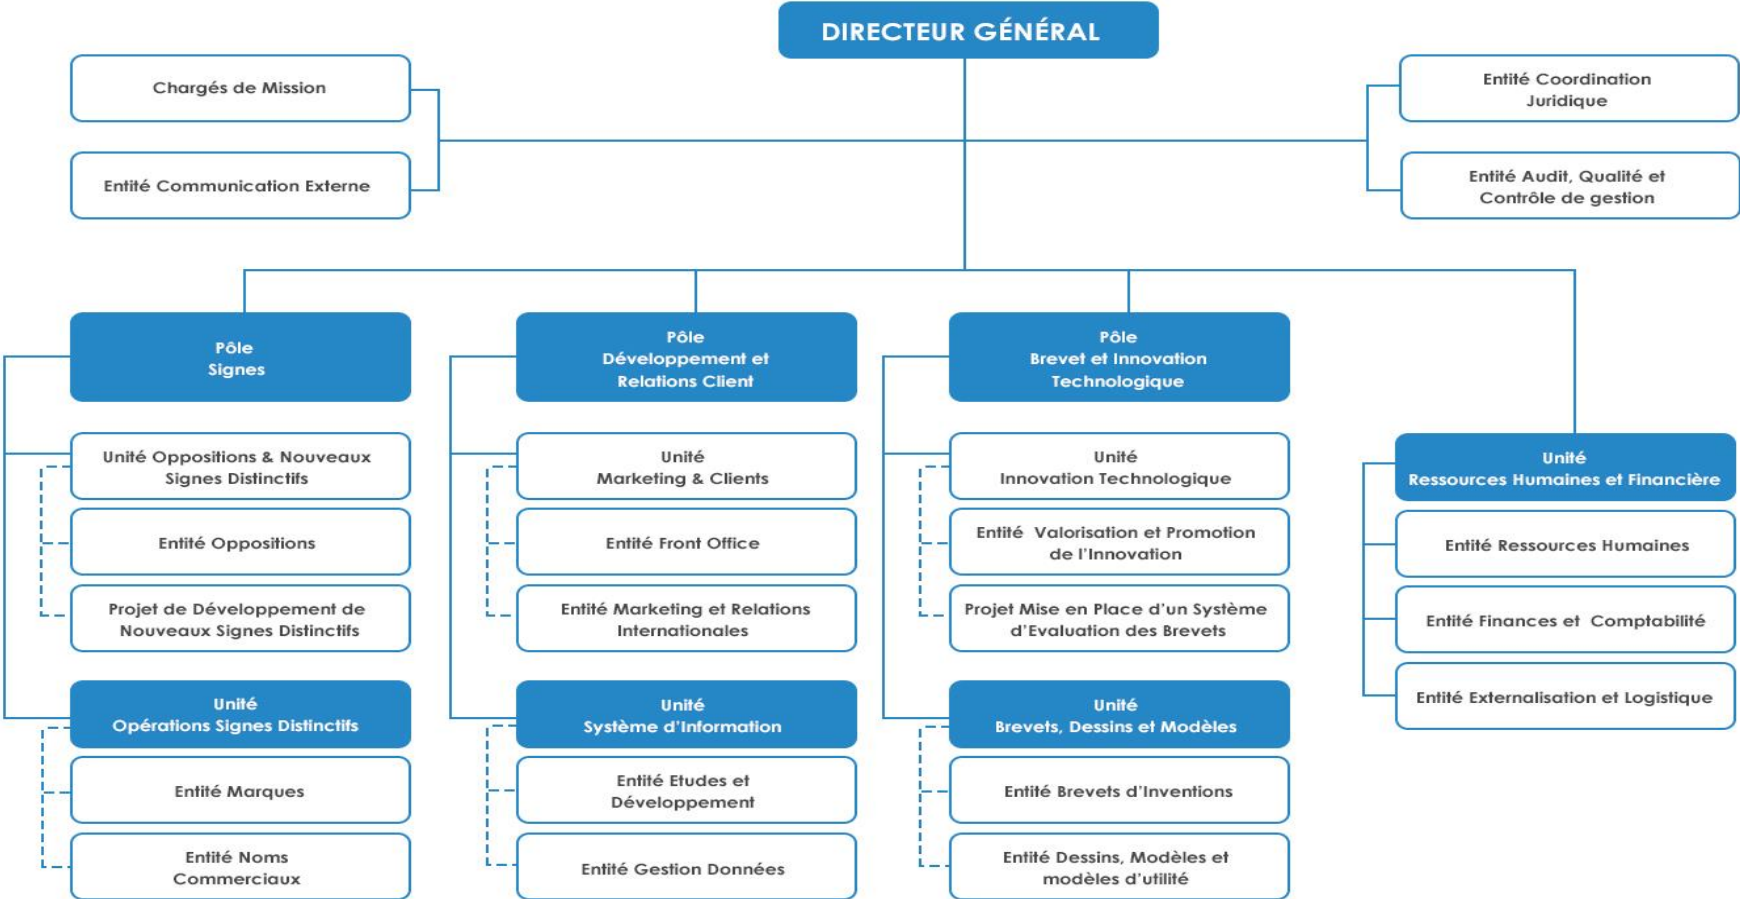 DIRECTEUR GÉNÉRAL
Chargés de Mission
Entité Communication Externe
Entité Coordination
Juridique
Entité Audit, Qualité et
Contrôle de gestion
Pôle
Signes
Unité Oppositions & Nouveaux
Signes Distinctifs
Entité Oppositions
Projet de Développement de
Nouveaux Signes Distinctifs
Unité
Opérations Signes Distinctifs
Entité Marques
Entité Noms
Commerciaux
Pôle
Développement et
Relations Client
Unité
Marketing & Clients
Entité Front Office
Entité Marketing et Relations
Internationales
Unité
Système d'Information
Entité Etudes et
Développement
Entité Gestion Données
Pôle
Brevet et Innovation
Technologique
Unité
Innovation Technologique
Entité Valorisation et Promotion
de l'Innovation
Projet Mise en Place d'un Système
d'Evaluation des Brevets
Unité
Brevets, Dessins et Modèles
Entité Brevets d'Inventions
Entité Dessins, Modèles et
modèles d'utilité
Unité
Ressources Humaines et Financière
Entité Ressources Humaines
Entité Finances et Comptabilité
Entité Externalisation et Logistique